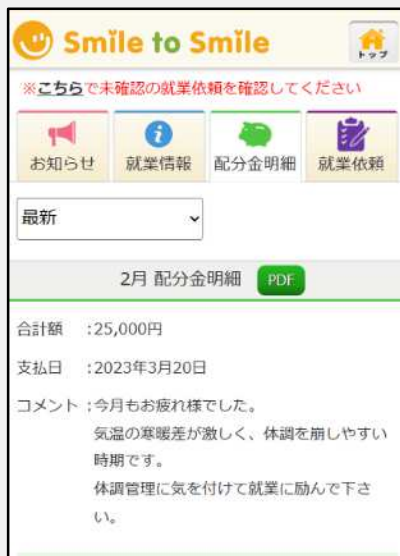 Smile to Smile
トップ
※こちらで未確認の就業依頼を確認してください
お知らせ 就業情報 配分金明細 就業依頼
最新
2月 配分金明細 PDF
合計額 :25,000円
支払日 :2023年3月20日
コメント :今月もお疲れ様でした。
気温の寒暖差が激しく、体調を崩しやすい
時期です。
体調管理に気を付けて就業に励んで下さ
い。